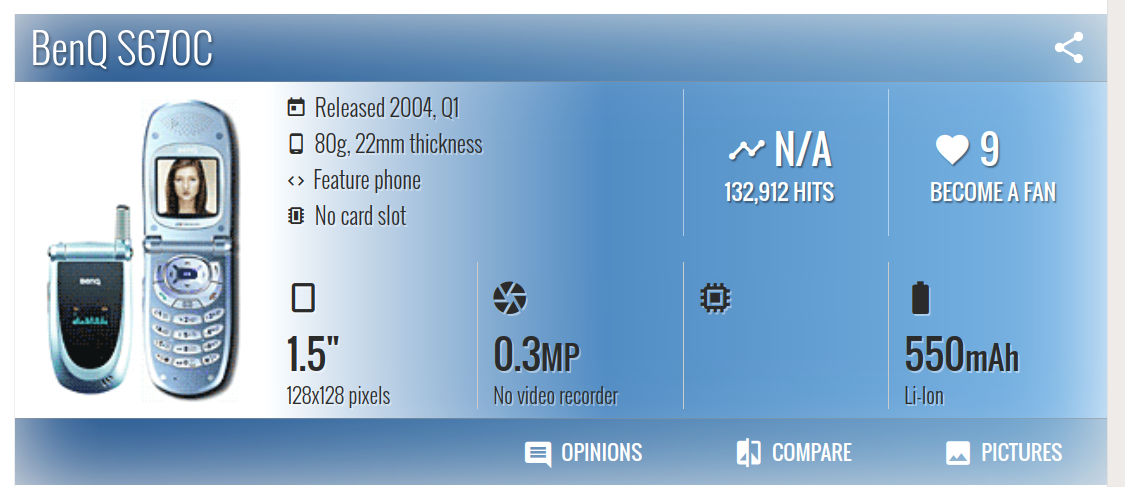 BenQ S670C
Released 2004, Q1
80g, 22mm thickness
Feature phone
No card slot
N/A
132,912 HITS
9
BECOME A FAN
BenQ
1.5"
128x128 pixels
0.3MP
No video recorder
550mAh
Li-Ion
OPINIONS
COMPARE
PICTURES